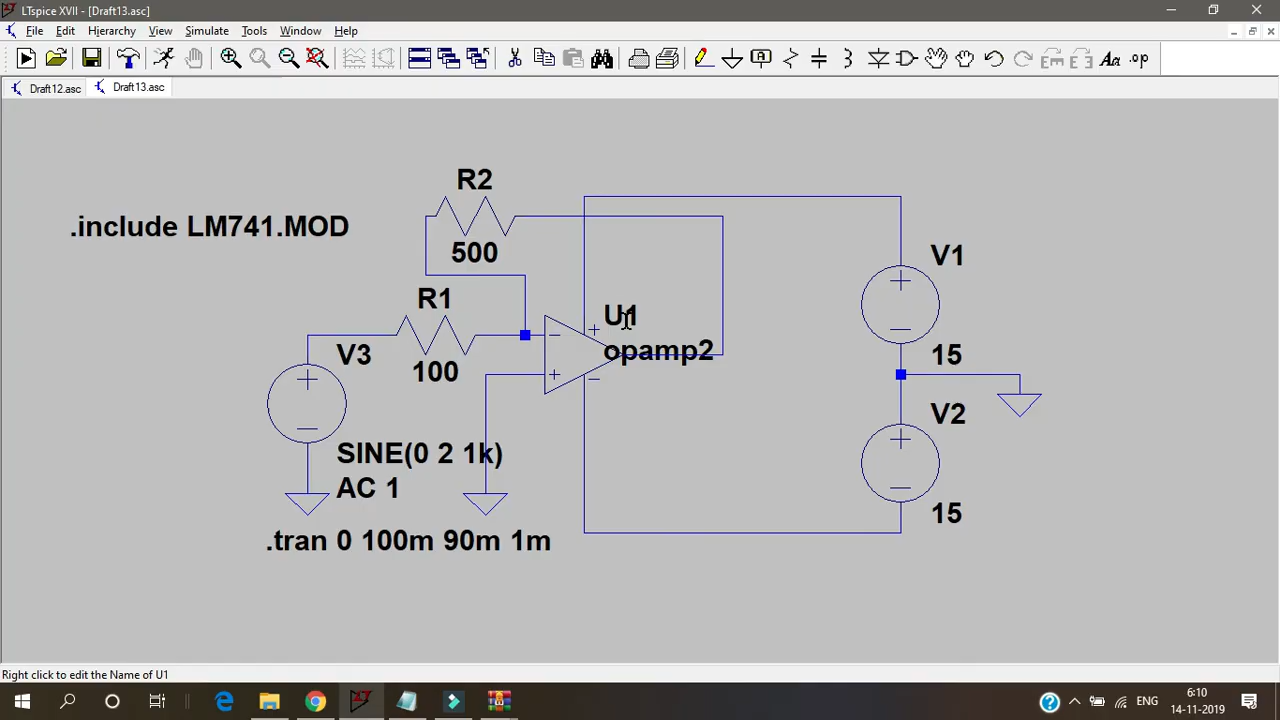 LTspice XVII - [Draft13.asc]
File Edit Hierarchy View Simulate Tools Window Help
Draft12.asc Draft13.asc
R2
.include LM741.MOD
500
V1
R1
U1
V3
opamp2
15
100
V2
SINE(0 2 1k)
AC 1
15
.tran 0 100m 90m 1m
Right click to edit the Name of U1
ENG
6:10
14-11-2019